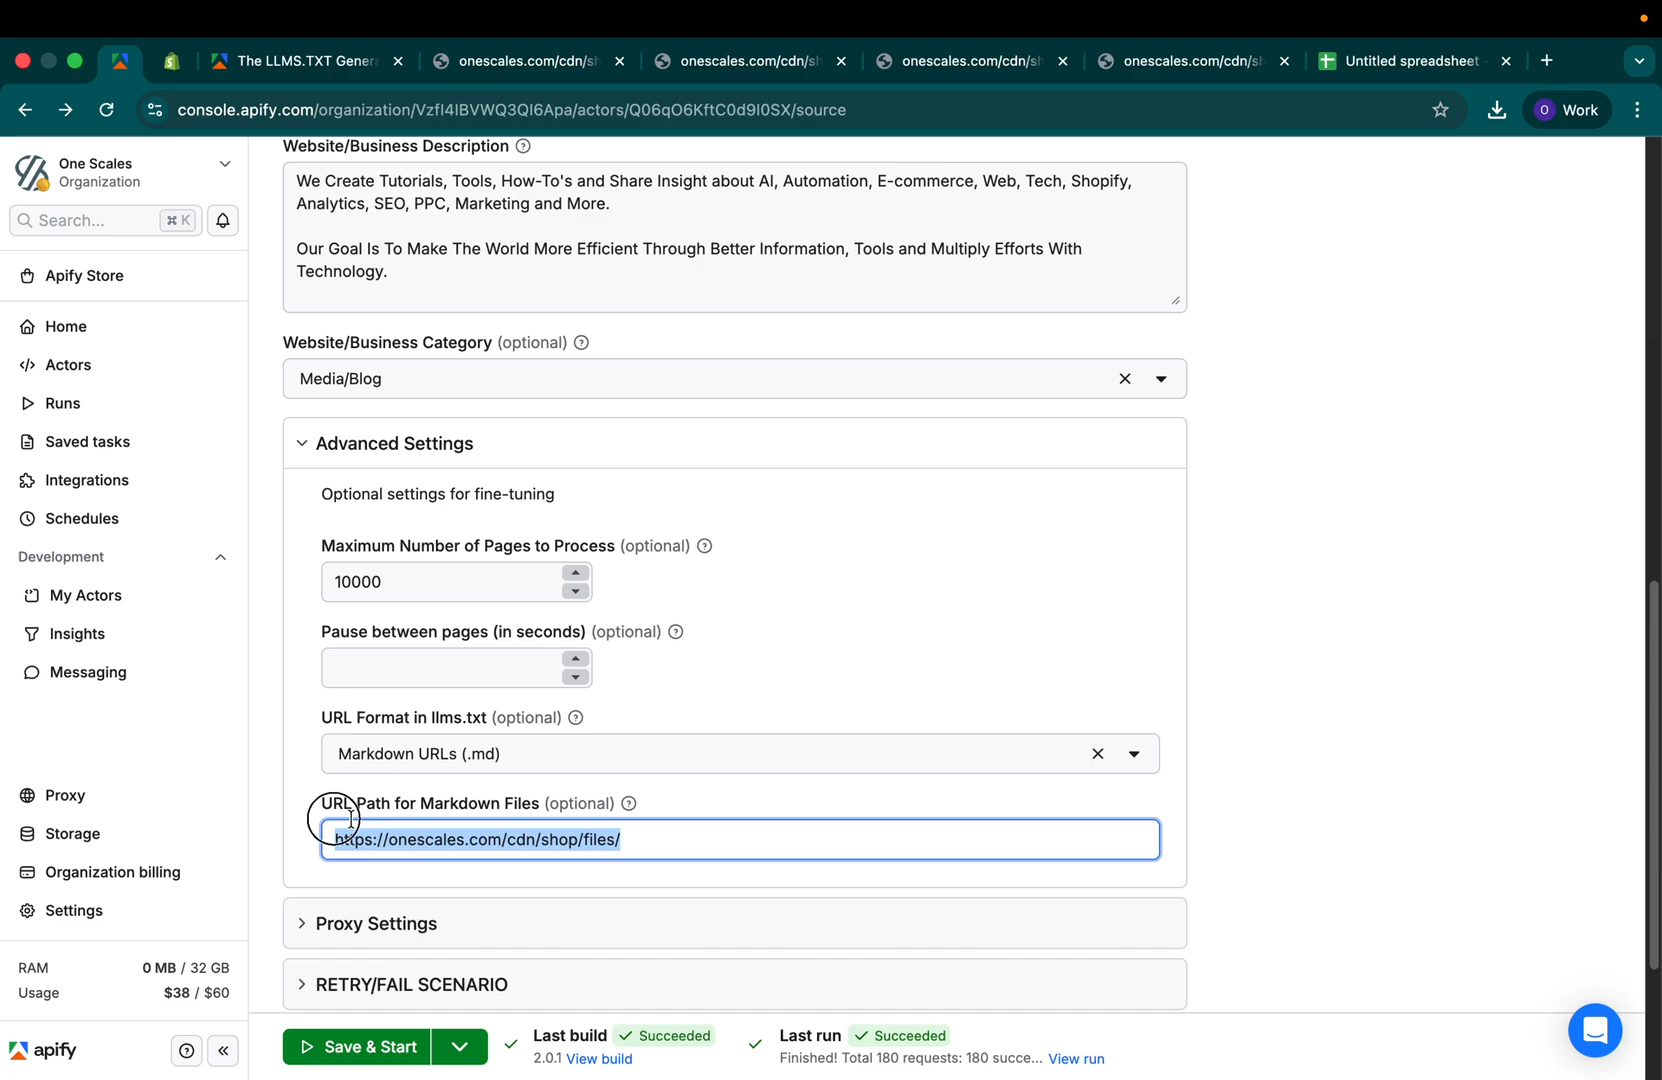 The LLMS.TXT Genera
onescales.com/cdn/sh
onescales.com/cdn/sh
onescales.com/cdn/sh
onescales.com/cdn/sh
Untitled spreadsheet
console.apify.com/organization/Vzfl4IBVWQ3QI6Apa/actors/Q06qO6KftC0d9I0SX/source
O Work
One Scales
Organization
Search... ⌘ K
Apify Store
Home
Actors
Runs
Saved tasks
Integrations
Schedules
Development
My Actors
Insights
Messaging
Proxy
Storage
Organization billing
Settings
RAM 0 MB / 32 GB
Usage $38 / $60
apify
Website/Business Description
We Create Tutorials, Tools, How-To's and Share Insight about AI, Automation, E-commerce, Web, Tech, Shopify,
Analytics, SEO, PPC, Marketing and More.
Our Goal Is To Make The World More Efficient Through Better Information, Tools and Multiply Efforts With
Technology.
Website/Business Category (optional)
Media/Blog
Advanced Settings
Optional settings for fine-tuning
Maximum Number of Pages to Process (optional)
10000
Pause between pages (in seconds) (optional)
URL Format in llms.txt (optional)
Markdown URLs (.md)
URL Path for Markdown Files (optional)
https://onescales.com/cdn/shop/files/
Proxy Settings
RETRY/FAIL SCENARIO
Save & Start
Last build Succeeded
2.0.1 View build
Last run Succeeded
Finished! Total 180 requests: 180 succe... View run